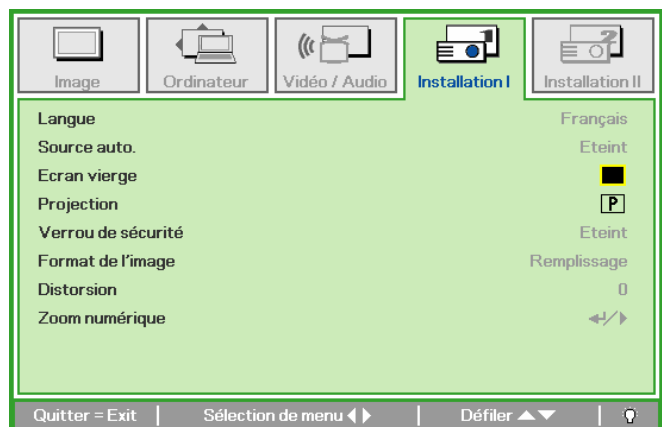 Image
Ordinateur
Vidéo / Audio
Installation I
Installation II
Langue Français
Source auto. Eteint
Ecran vierge
Projection P
Verrou de sécurité Eteint
Format de l'image Remplissage
Distorsion 0
Zoom numérique
Quitter = Exit Sélection de menu Défiler